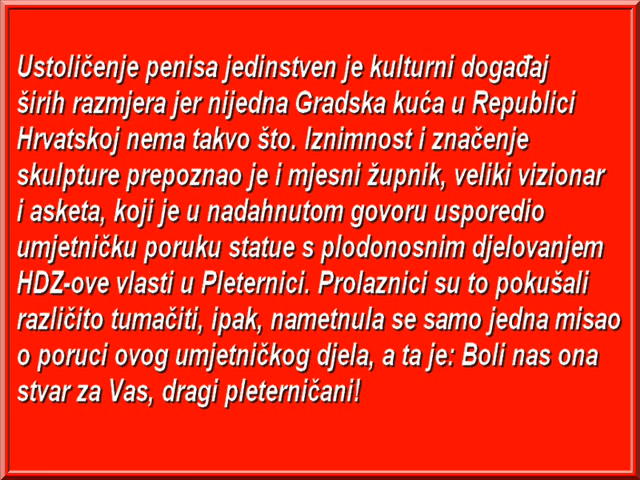 Ustoličenje penisa jedinstven je kulturni događaj
širih razmjera jer nijedna Gradska kuća u Republici
Hrvatskoj nema takvo što. Iznimnost i značenje
skulpture prepoznao je i mjesni župnik, veliki vizionar
i asketa, koji je u nadahnutom govoru usporedio
umjetničku poruku statue s plodonosnim djelovanjem
HDZ-ove vlasti u Pleternici. Prolaznici su to pokušali
različito tumačiti, ipak, nametnula se samo jedna misao
o poruci ovog umjetničkog djela, a ta je: Boli nas ona
stvar za Vas, dragi pleterničani!